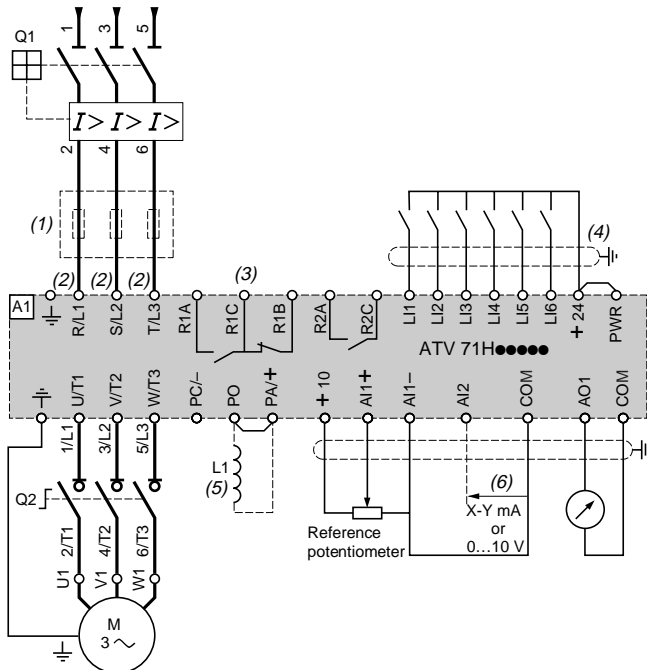 1 3 5
Q1
I> I> I>
2 4 6
(1)
(2) (2) (2) (3) (4)
A1
R/L1 S/L2 T/L3 R1A R1C R1B R2A R2C LI1 LI2 LI3 LI4 LI5 LI6 +24 PWR
ATV 71H●●●●●
U/T1 V/T2 W/T3 PC/– PO PA/+ +10 AI1+ AI1– AI2 COM AO1 COM
1/L1 3/L2 5/L3
Q2
2/T1 4/T2 6/T3
U1 V1 W1
L1
(5)
(6)
X-Y mA
or
0...10 V
Reference
potentiometer
M
3 ~